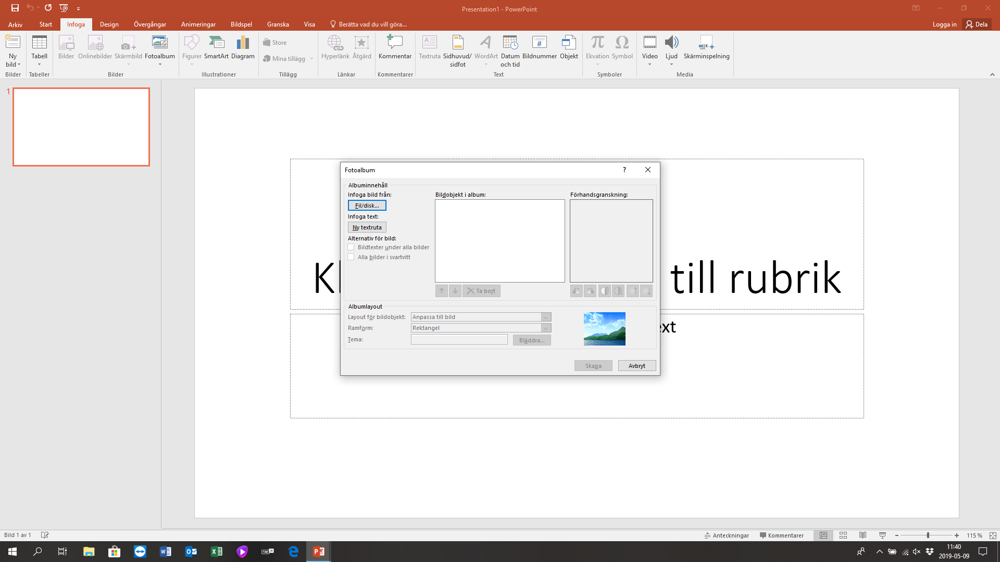 Presentation1 - PowerPoint
Arkiv Start Infoga Design Övergångar Animeringar Bildspel Granska Visa Berätta vad du vill göra... Logga in Dela
Ny bild
Tabell
Bilder
Onlinebilder
Skärmbild
Fotoalbum
Figurer
SmartArt
Diagram
Store
Mina tillägg
Hyperlänk
Åtgärd
Kommentar
Textruta
Sidhuvud/
sidfot
WordArt
Datum
och tid
Bildnummer
Objekt
Ekvation
Symbol
Video
Ljud
Skärminspelning
Bilder Tabeller Bilder Illustrationer Tillägg Länkar Kommentarer Text Symboler Media
1
Fotoalbum ?
Albuminnehåll
Infoga bild från:
Fil/disk...
Infoga text:
Ny textruta
Alternativ för bild:
Bildtexter under alla bilder
Alla bilder i svartvitt
Bildobjekt i album:
Ta bort
Förhandsgranskning:
Albumlayout
Layout för bildobjekt: Anpassa till bild
Ramform: Rektangel
Tema: Bläddra...
Skapa Avbryt
till rubrik
Bild 1 av 1 Anteckningar Kommentarer 115 %
11:40
2019-05-09